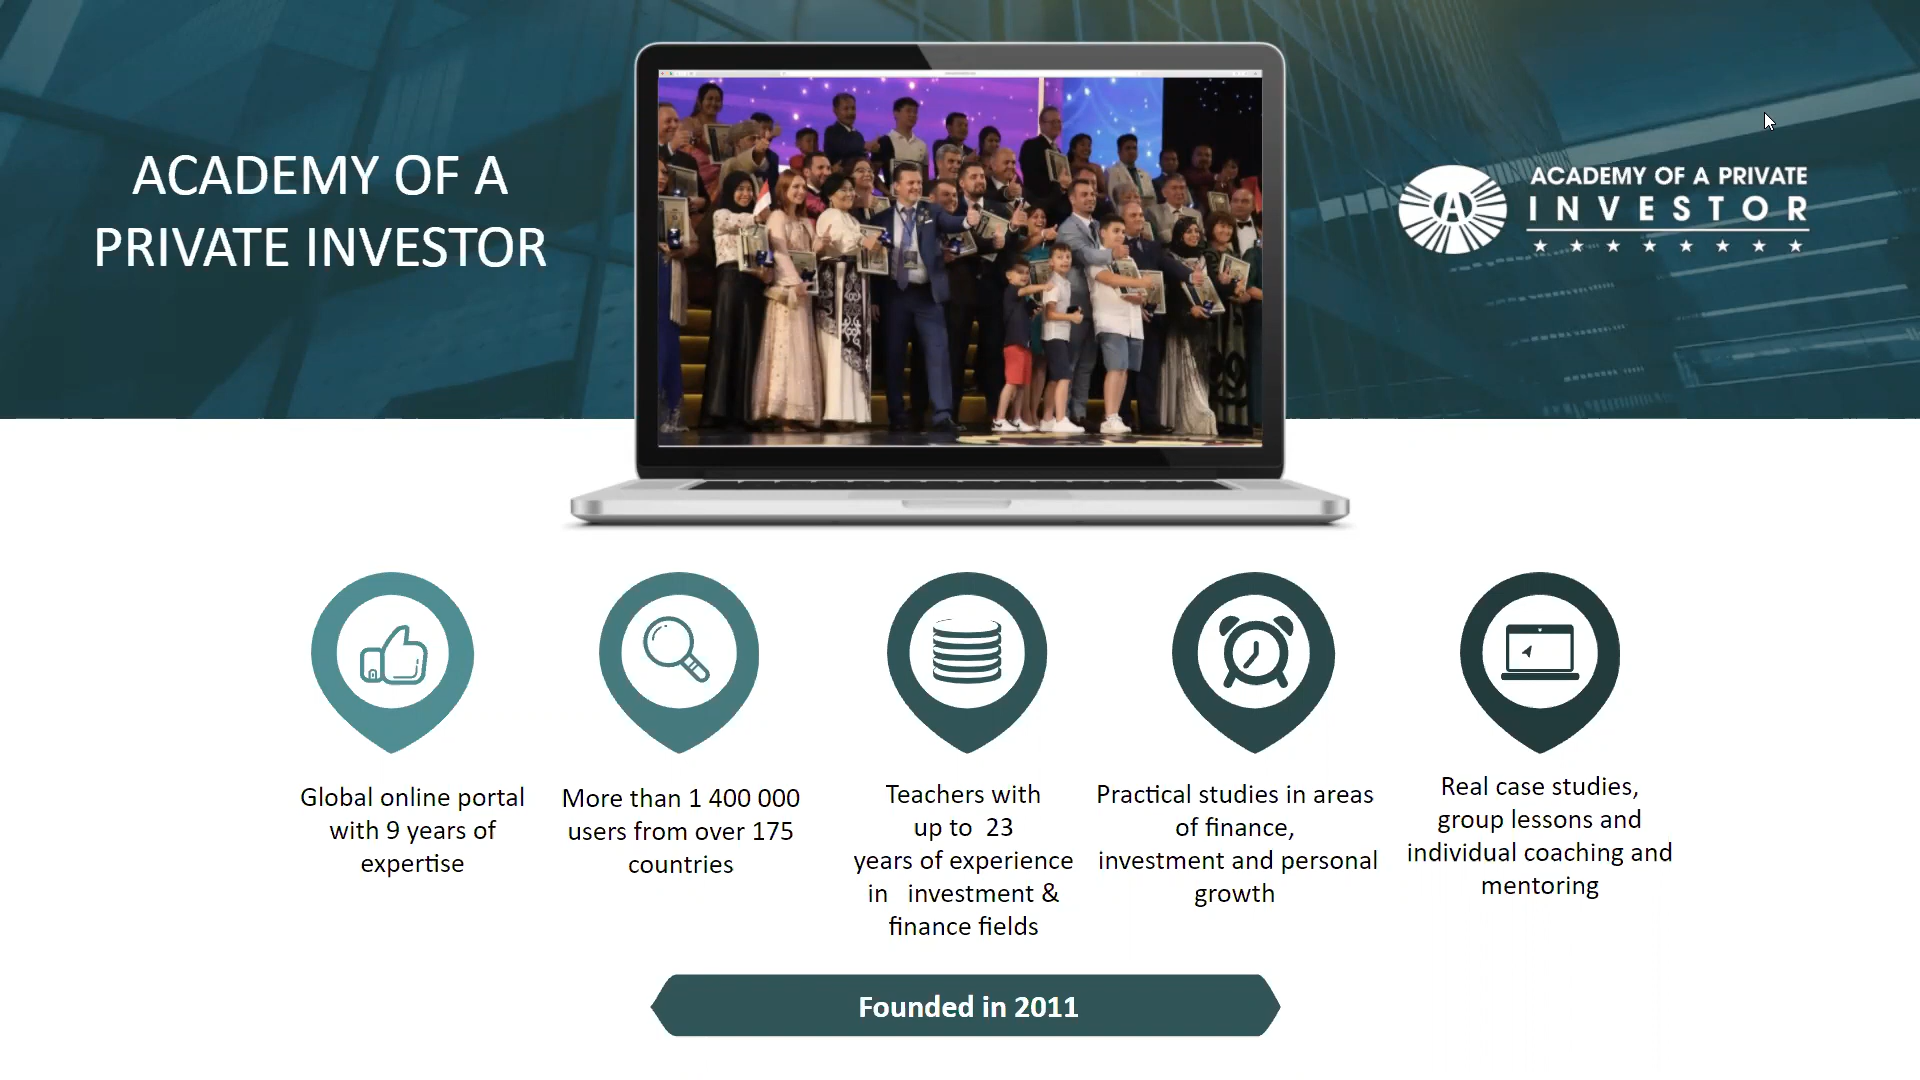 ACADEMY OF A
PRIVATE INVESTOR
ACADEMY OF A PRIVATE
INVESTOR
Global online portal
with 9 years of
expertise
More than 1 400 000
users from over 175
countries
Teachers with
up to 23
years of experience
in investment &
finance fields
Practical studies in areas
of finance,
investment and personal
growth
Real case studies,
group lessons and
individual coaching and
mentoring
Founded in 2011